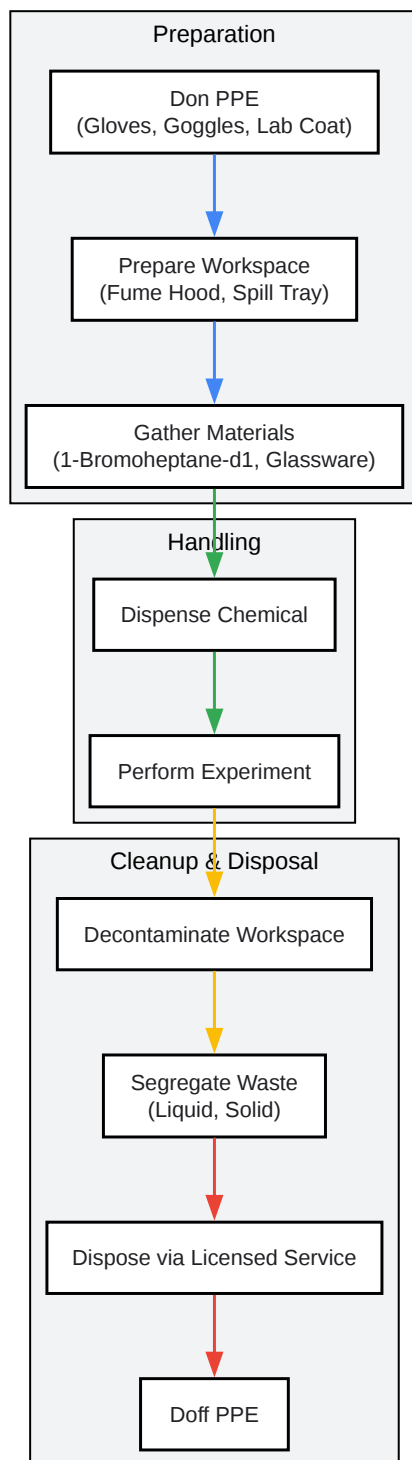 Preparation
Don PPE
(Gloves, Goggles, Lab Coat)
Prepare Workspace
(Fume Hood, Spill Tray)
Gather Materials
(1-Bromoheptane-d1, Glassware)
Handling
Dispense Chemical
Perform Experiment
Cleanup & Disposal
Decontaminate Workspace
Segregate Waste
(Liquid, Solid)
Dispose via Licensed Service
Doff PPE